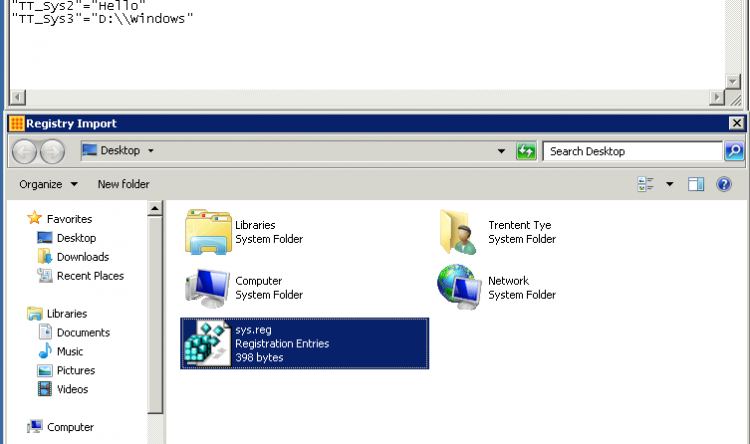 "TT_Sys2"="Hello"
"TT_Sys3"="D:\\Windows"
Registry Import
Desktop
Search Desktop
Organize
New folder
Favorites
Desktop
Downloads
Recent Places
Libraries
Documents
Music
Pictures
Videos
Computer
Libraries
System Folder
Trentent Tye
System Folder
Computer
System Folder
Network
System Folder
sys.reg
Registration Entries
398 bytes